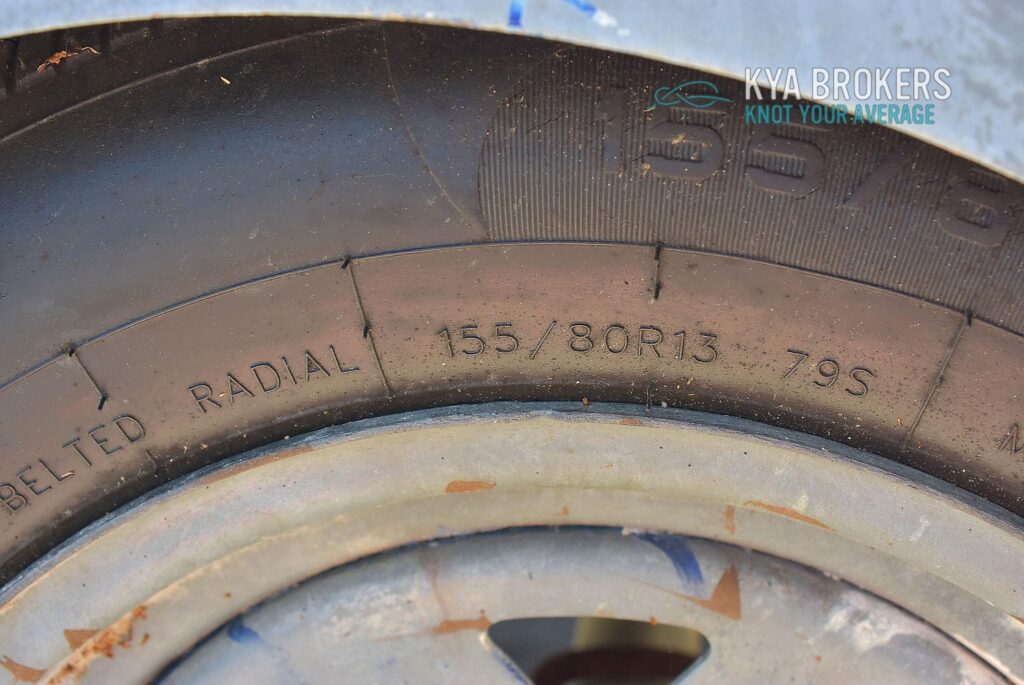 KYA BROKERS
KNOT YOUR AVERAGE
155/8
BELTED RADIAL 155/80R13 79S